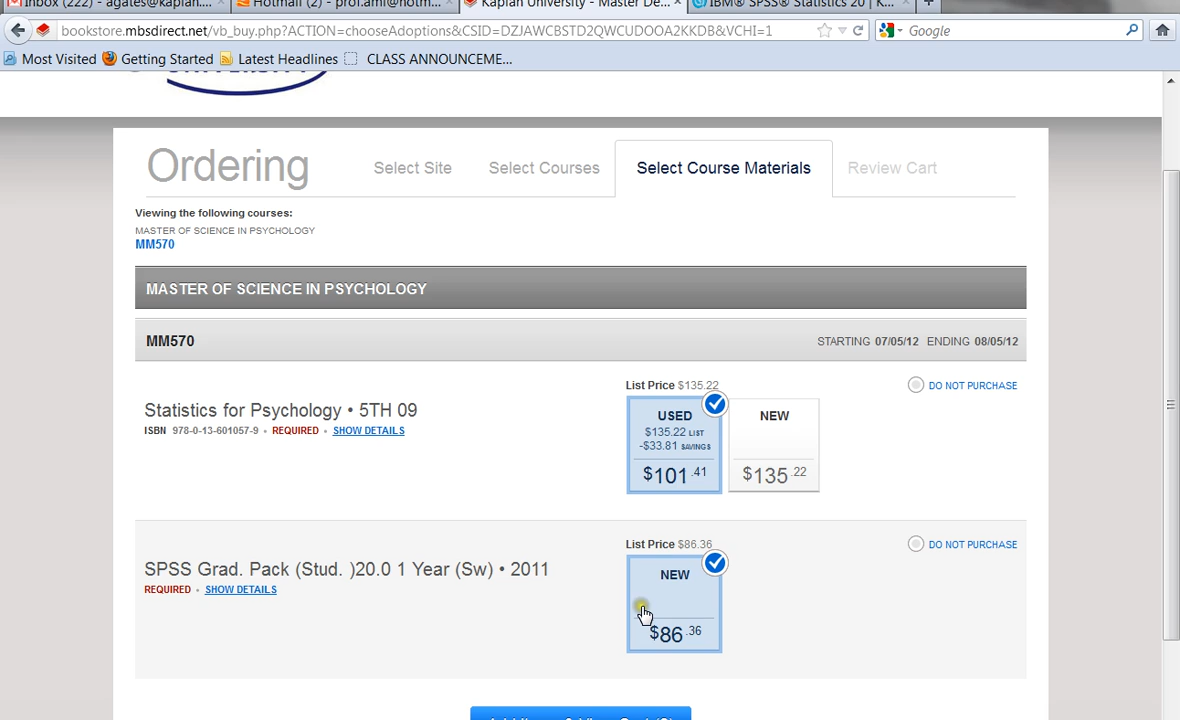 Inbox (222) - agates@kaplan....
Hotmail (2) - prof.ami@hotm...
Kaplan University - Master De...
IBM® SPSS® Statistics 20 | K...
bookstore.mbsdirect.net/vb_buy.php?ACTION=chooseAdoptions&CSID=DZJAWCBSTD2QWCUDOOA2KKDB&VCHI=1
Google
Most Visited Getting Started Latest Headlines CLASS ANNOUNCEME...
Ordering Select Site Select Courses Select Course Materials Review Cart
Viewing the following courses:
MASTER OF SCIENCE IN PSYCHOLOGY
MM570
MASTER OF SCIENCE IN PSYCHOLOGY
MM570 STARTING 07/05/12 ENDING 08/05/12
List Price $135.22 DO NOT PURCHASE
Statistics for Psychology • 5TH 09
ISBN 978-0-13-601057-9 • REQUIRED • SHOW DETAILS
USED
$135.22 LIST
-$33.81 SAVINGS
$101.41
NEW
$135.22
List Price $86.36 DO NOT PURCHASE
SPSS Grad. Pack (Stud. )20.0 1 Year (Sw) • 2011
REQUIRED • SHOW DETAILS
NEW
$86.36